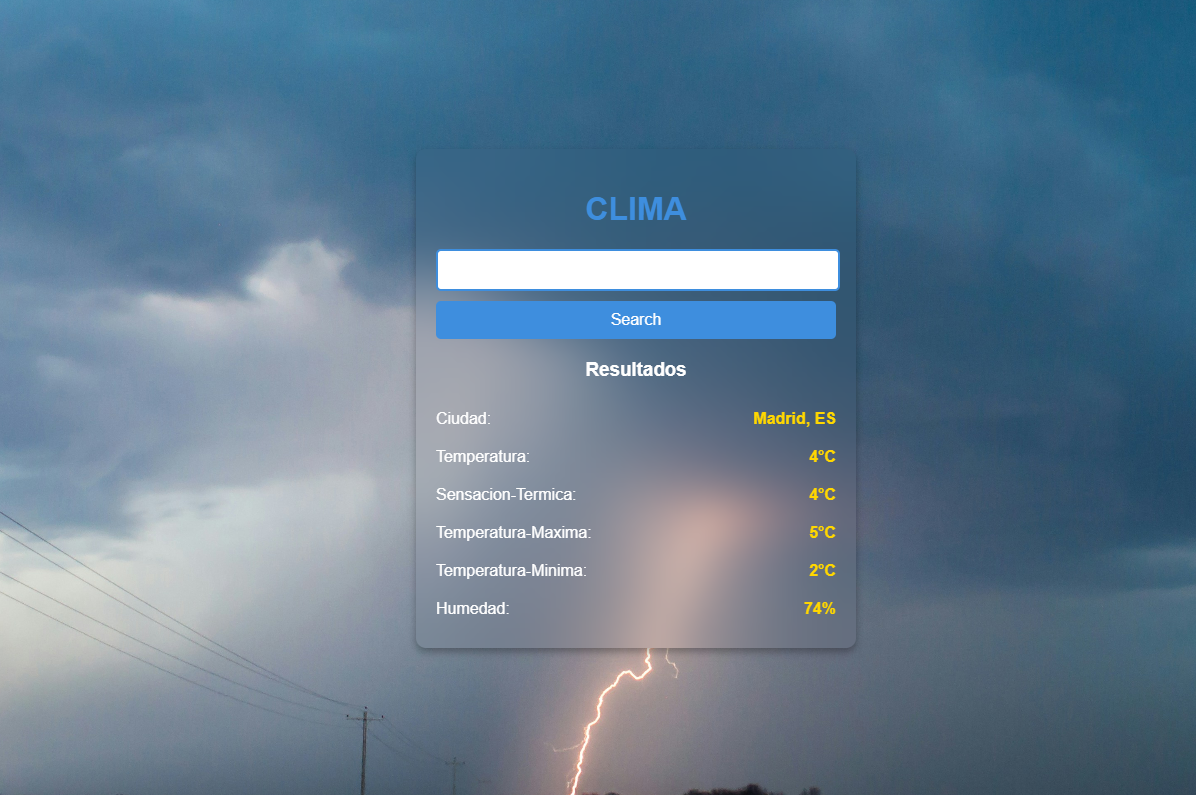 CLIMA
Search
Resultados
Ciudad: Madrid, ES
Temperatura: 4°C
Sensacion-Termica: 4°C
Temperatura-Maxima: 5°C
Temperatura-Minima: 2°C
Humedad: 74%